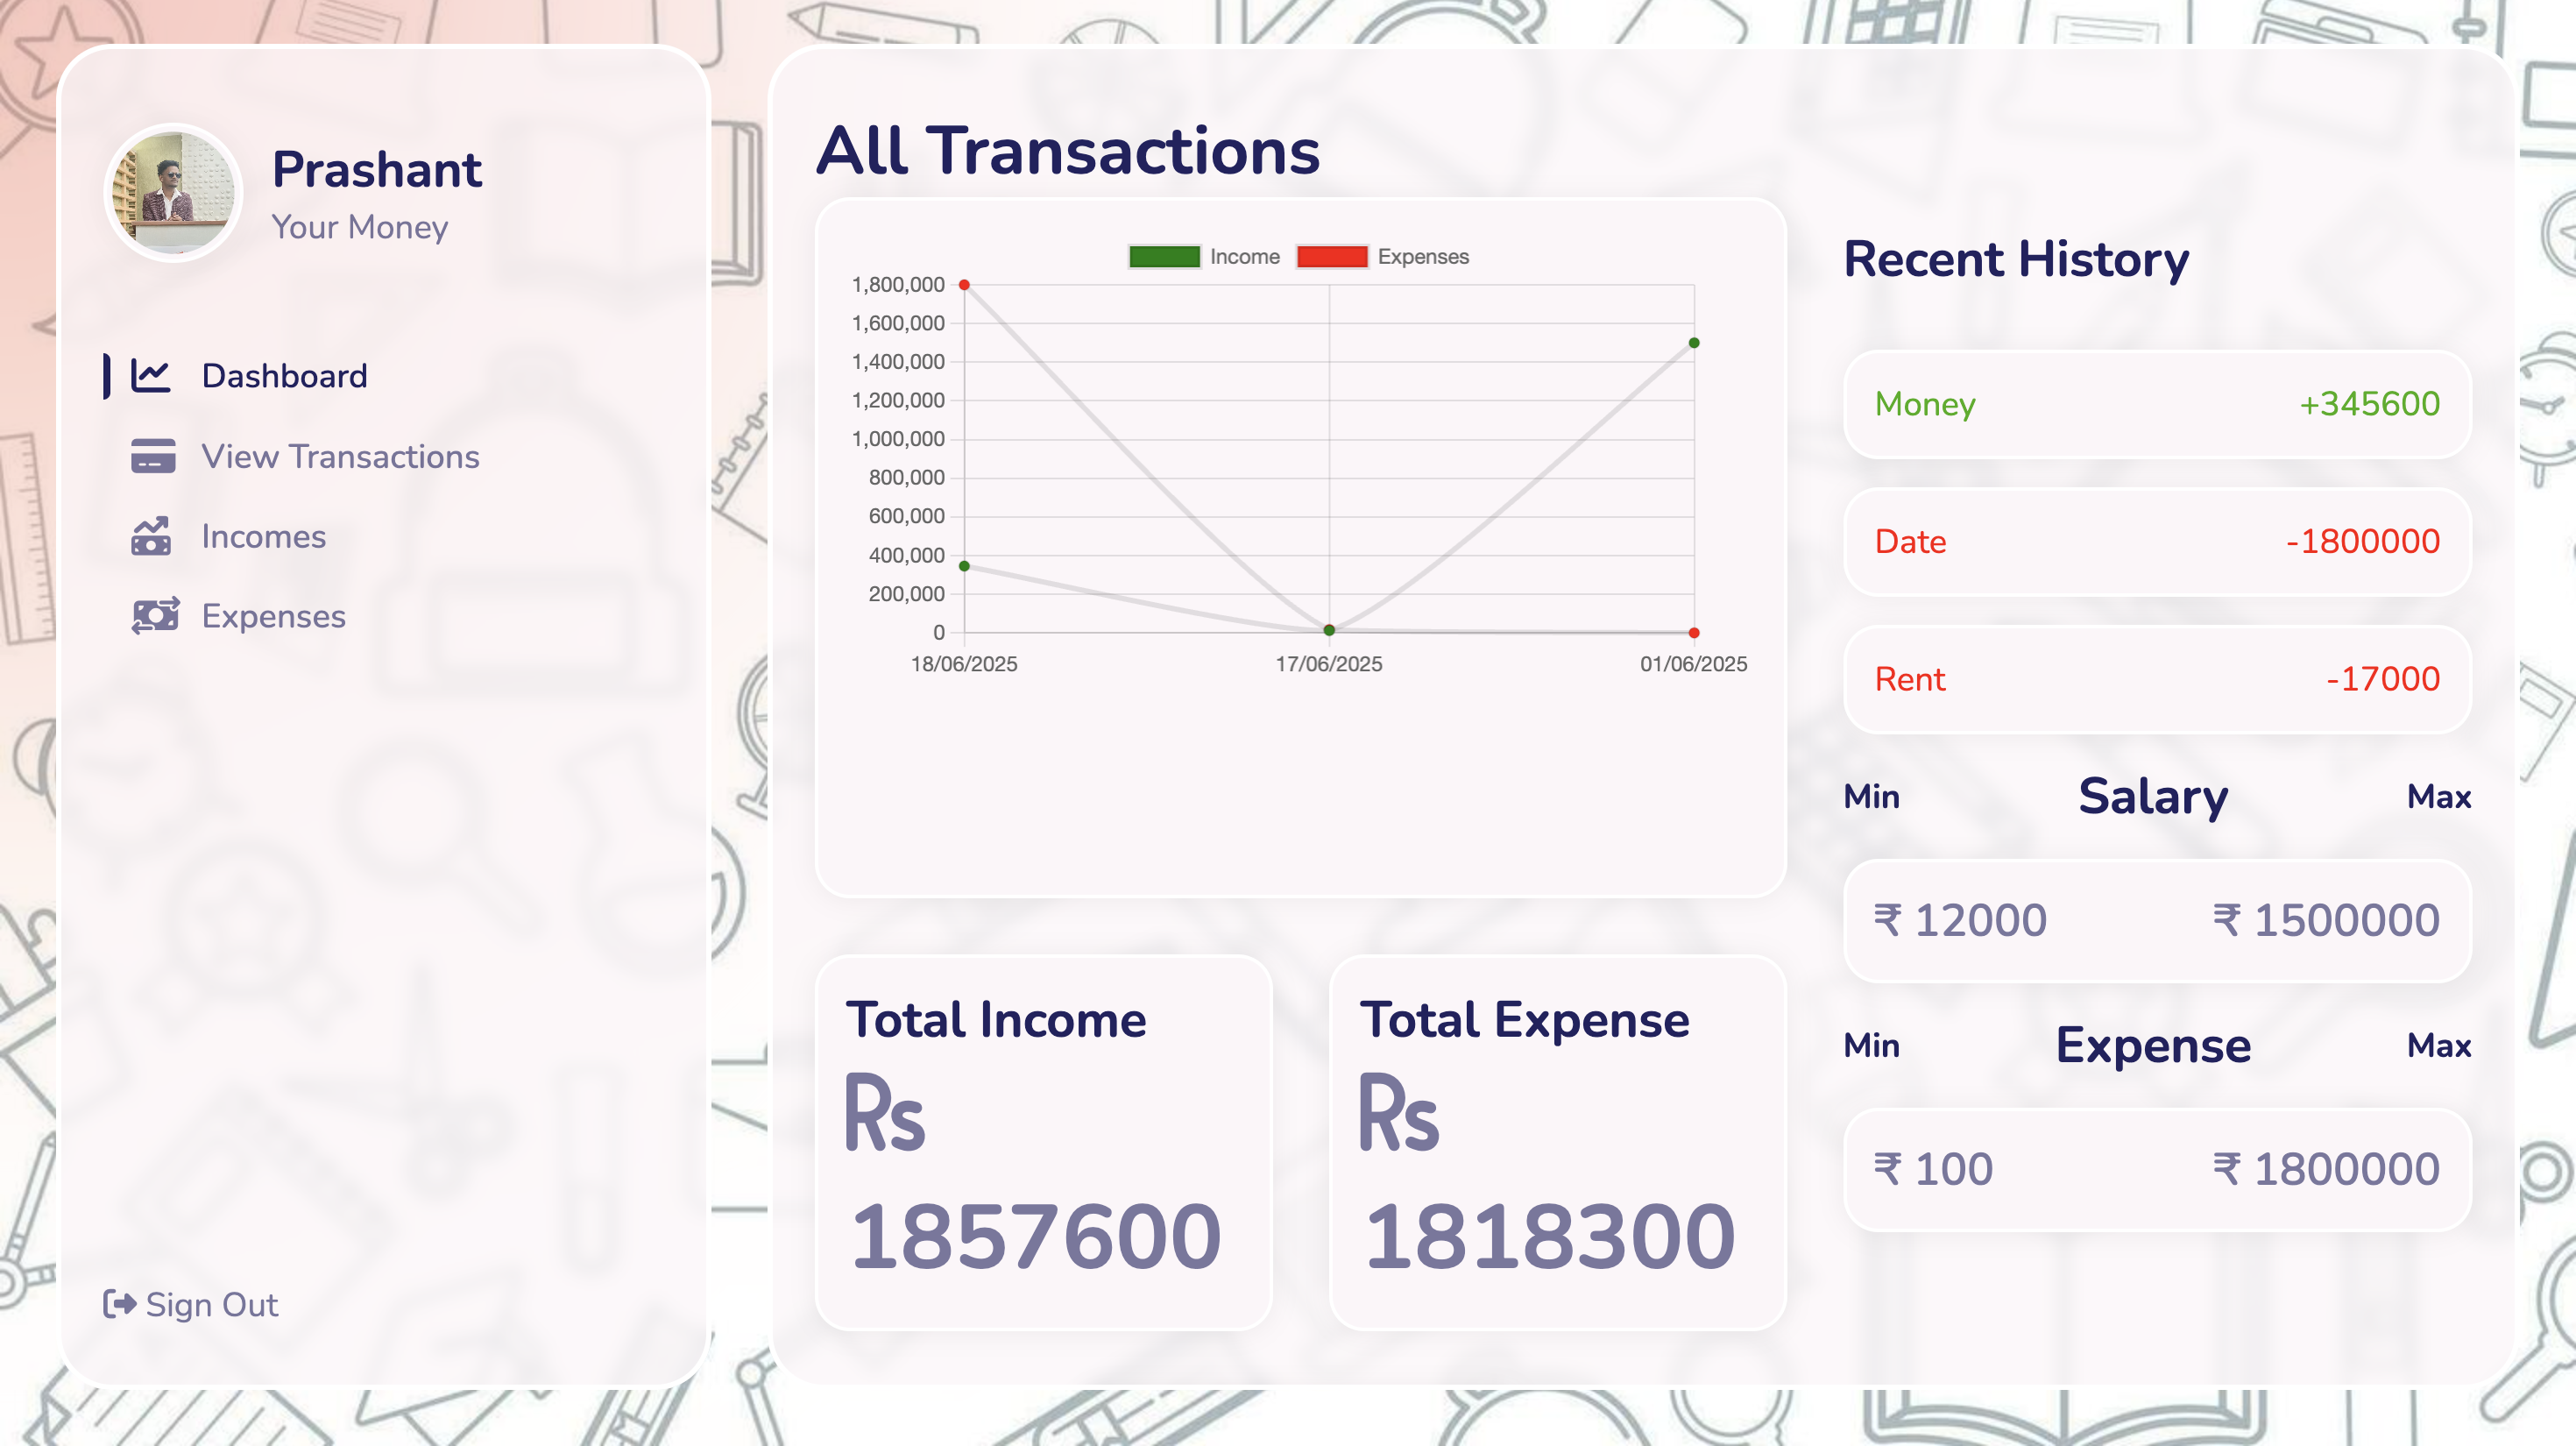 Prashant
Your Money
Dashboard
View Transactions
Incomes
Expenses
Sign Out
All Transactions
Income Expenses
1,800,000
1,600,000
1,400,000
1,200,000
1,000,000
800,000
600,000
400,000
200,000
0
18/06/2025 17/06/2025 01/06/2025
Total Income
₨
1857600
Total Expense
₨
1818300
Recent History
Money +345600
Date -1800000
Rent -17000
Min Salary Max
₹ 12000 ₹ 1500000
Min Expense Max
₹ 100 ₹ 1800000